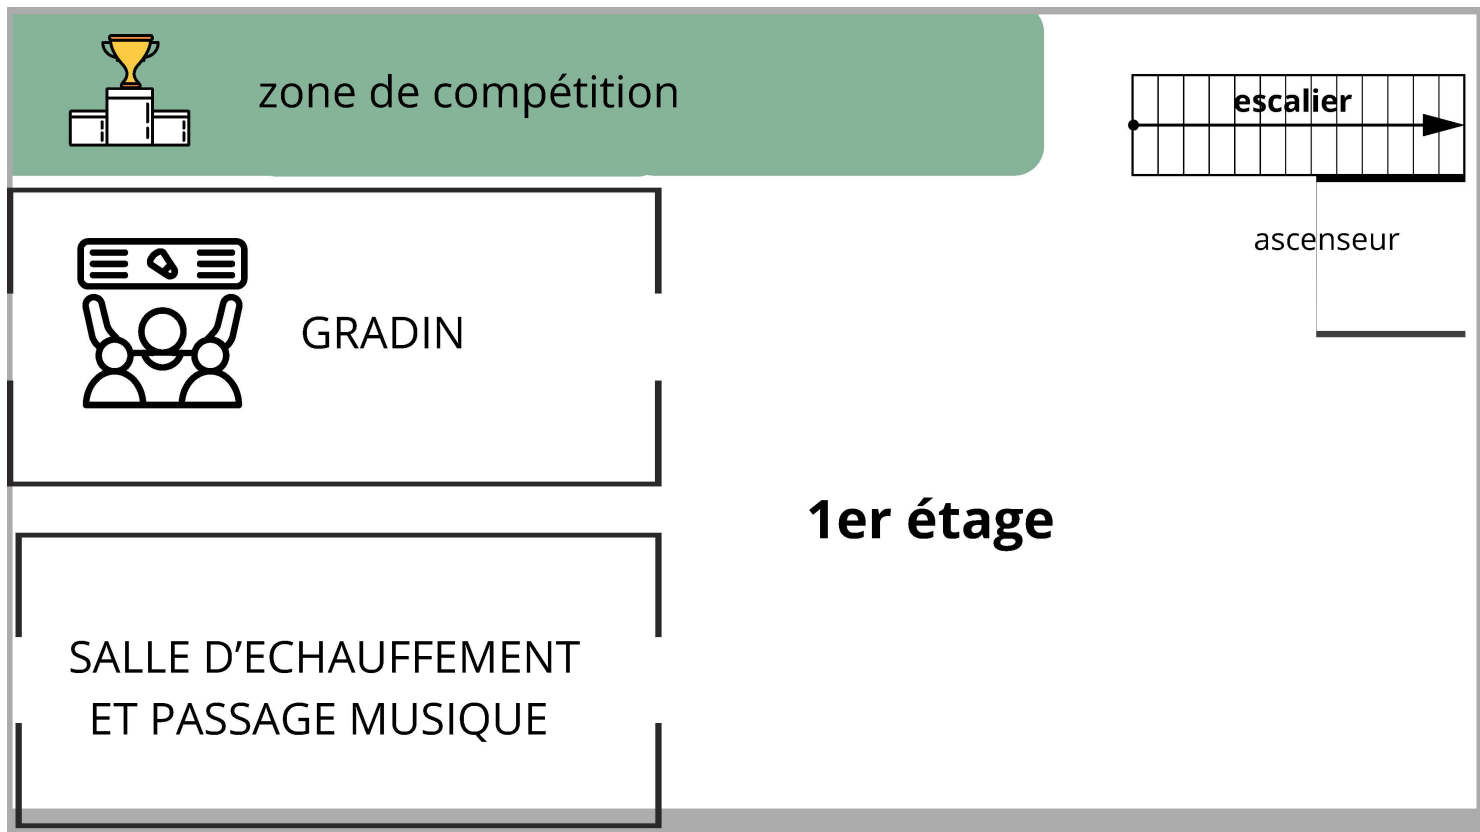 zone de compétition
escalier
ascenseur
GRADIN
1er étage
SALLE D’ECHAUFFEMENT
ET PASSAGE MUSIQUE